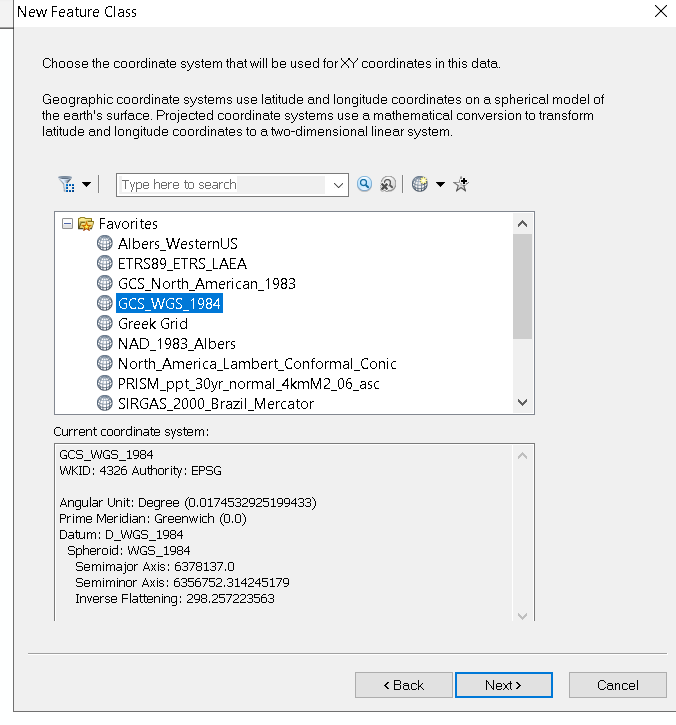 New Feature Class
Choose the coordinate system that will be used for XY coordinates in this data.
Geographic coordinate systems use latitude and longitude coordinates on a spherical model of
the earth's surface. Projected coordinate systems use a mathematical conversion to transform
latitude and longitude coordinates to a two-dimensional linear system.
Type here to search
Favorites
Albers_WesternUS
ETRS89_ETRS_LAEA
GCS_North_American_1983
GCS_WGS_1984
Greek Grid
NAD_1983_Albers
North_America_Lambert_Conformal_Conic
PRISM_ppt_30yr_normal_4kmM2_06_asc
SIRGAS_2000_Brazil_Mercator
Current coordinate system:
GCS_WGS_1984
WKID: 4326 Authority: EPSG
Angular Unit: Degree (0.0174532925199433)
Prime Meridian: Greenwich (0.0)
Datum: D_WGS_1984
Spheroid: WGS_1984
Semimajor Axis: 6378137.0
Semiminor Axis: 6356752.314245179
Inverse Flattening: 298.257223563
< Back
Next >
Cancel